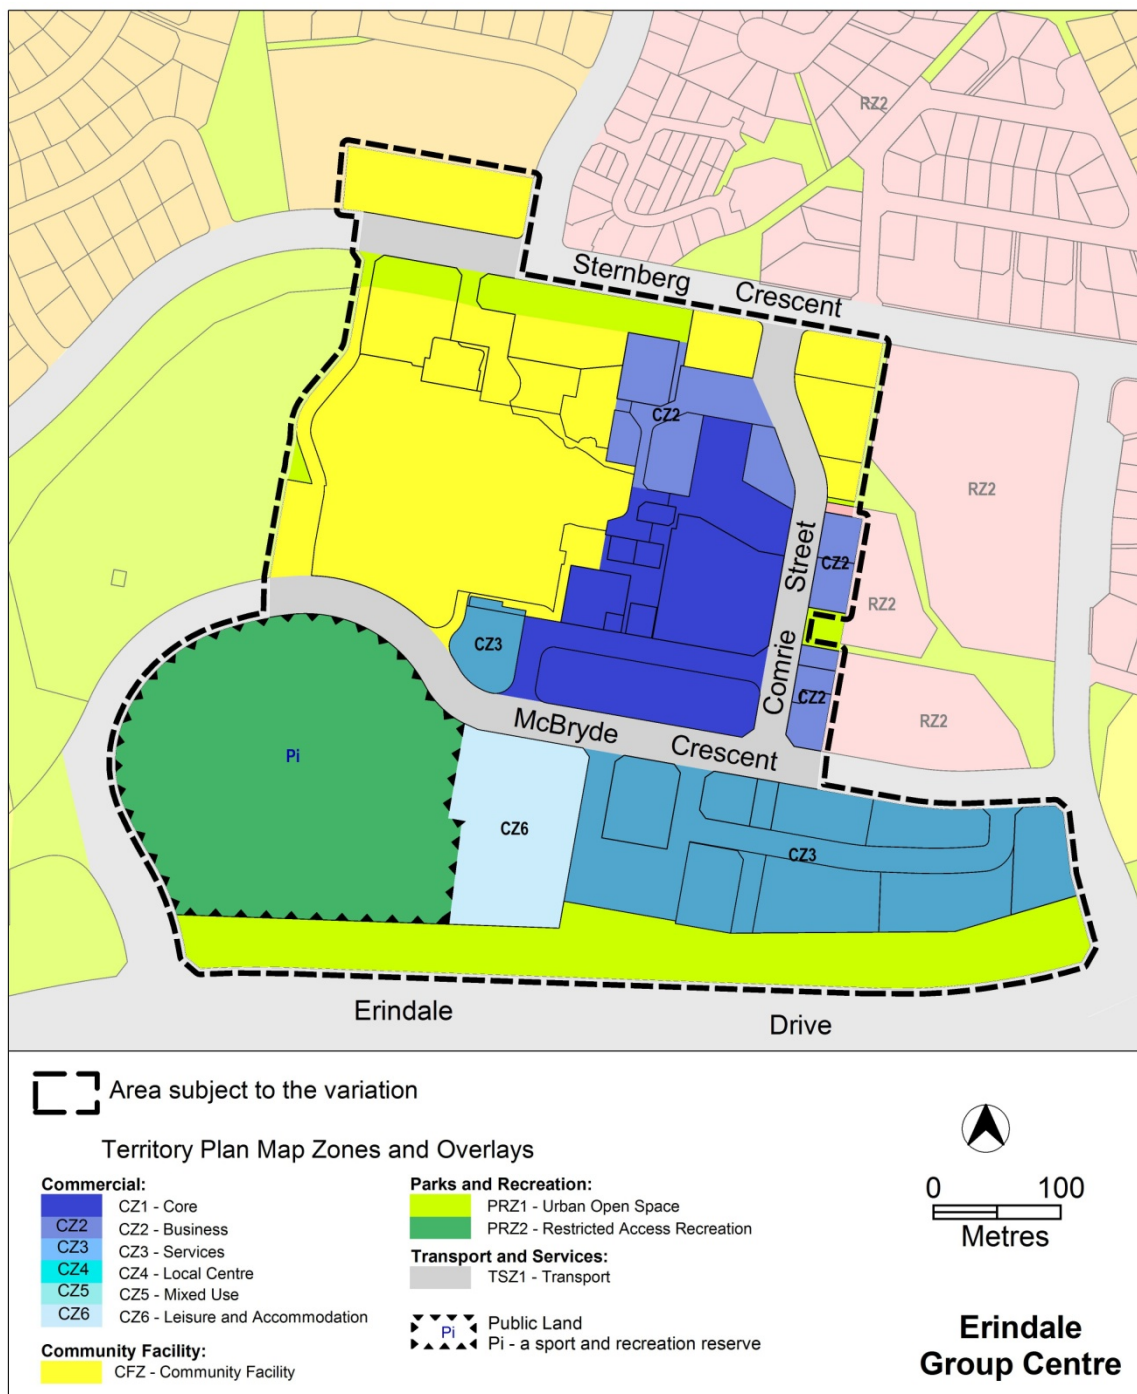 RZ2
Sternberg
Crescent
CZ2
RZ2
Street
CZ2
RZ2
CZ3
Comrie
CZ2
RZ2
McBryde
Crescent
Pi
CZ6
CZ3
Erindale
Drive
Area subject to the variation
Territory Plan Map Zones and Overlays
Commercial:
CZ1 - Core
CZ2 CZ2 - Business
CZ3 CZ3 - Services
CZ4 CZ4 - Local Centre
CZ5 CZ5 - Mixed Use
CZ6 CZ6 - Leisure and Accommodation
Community Facility:
CFZ - Community Facility
Parks and Recreation:
PRZ1 - Urban Open Space
PRZ2 - Restricted Access Recreation
Transport and Services:
TSZ1 - Transport
Public Land
Pi Pi - a sport and recreation reserve
0 100
Metres
Erindale
Group Centre